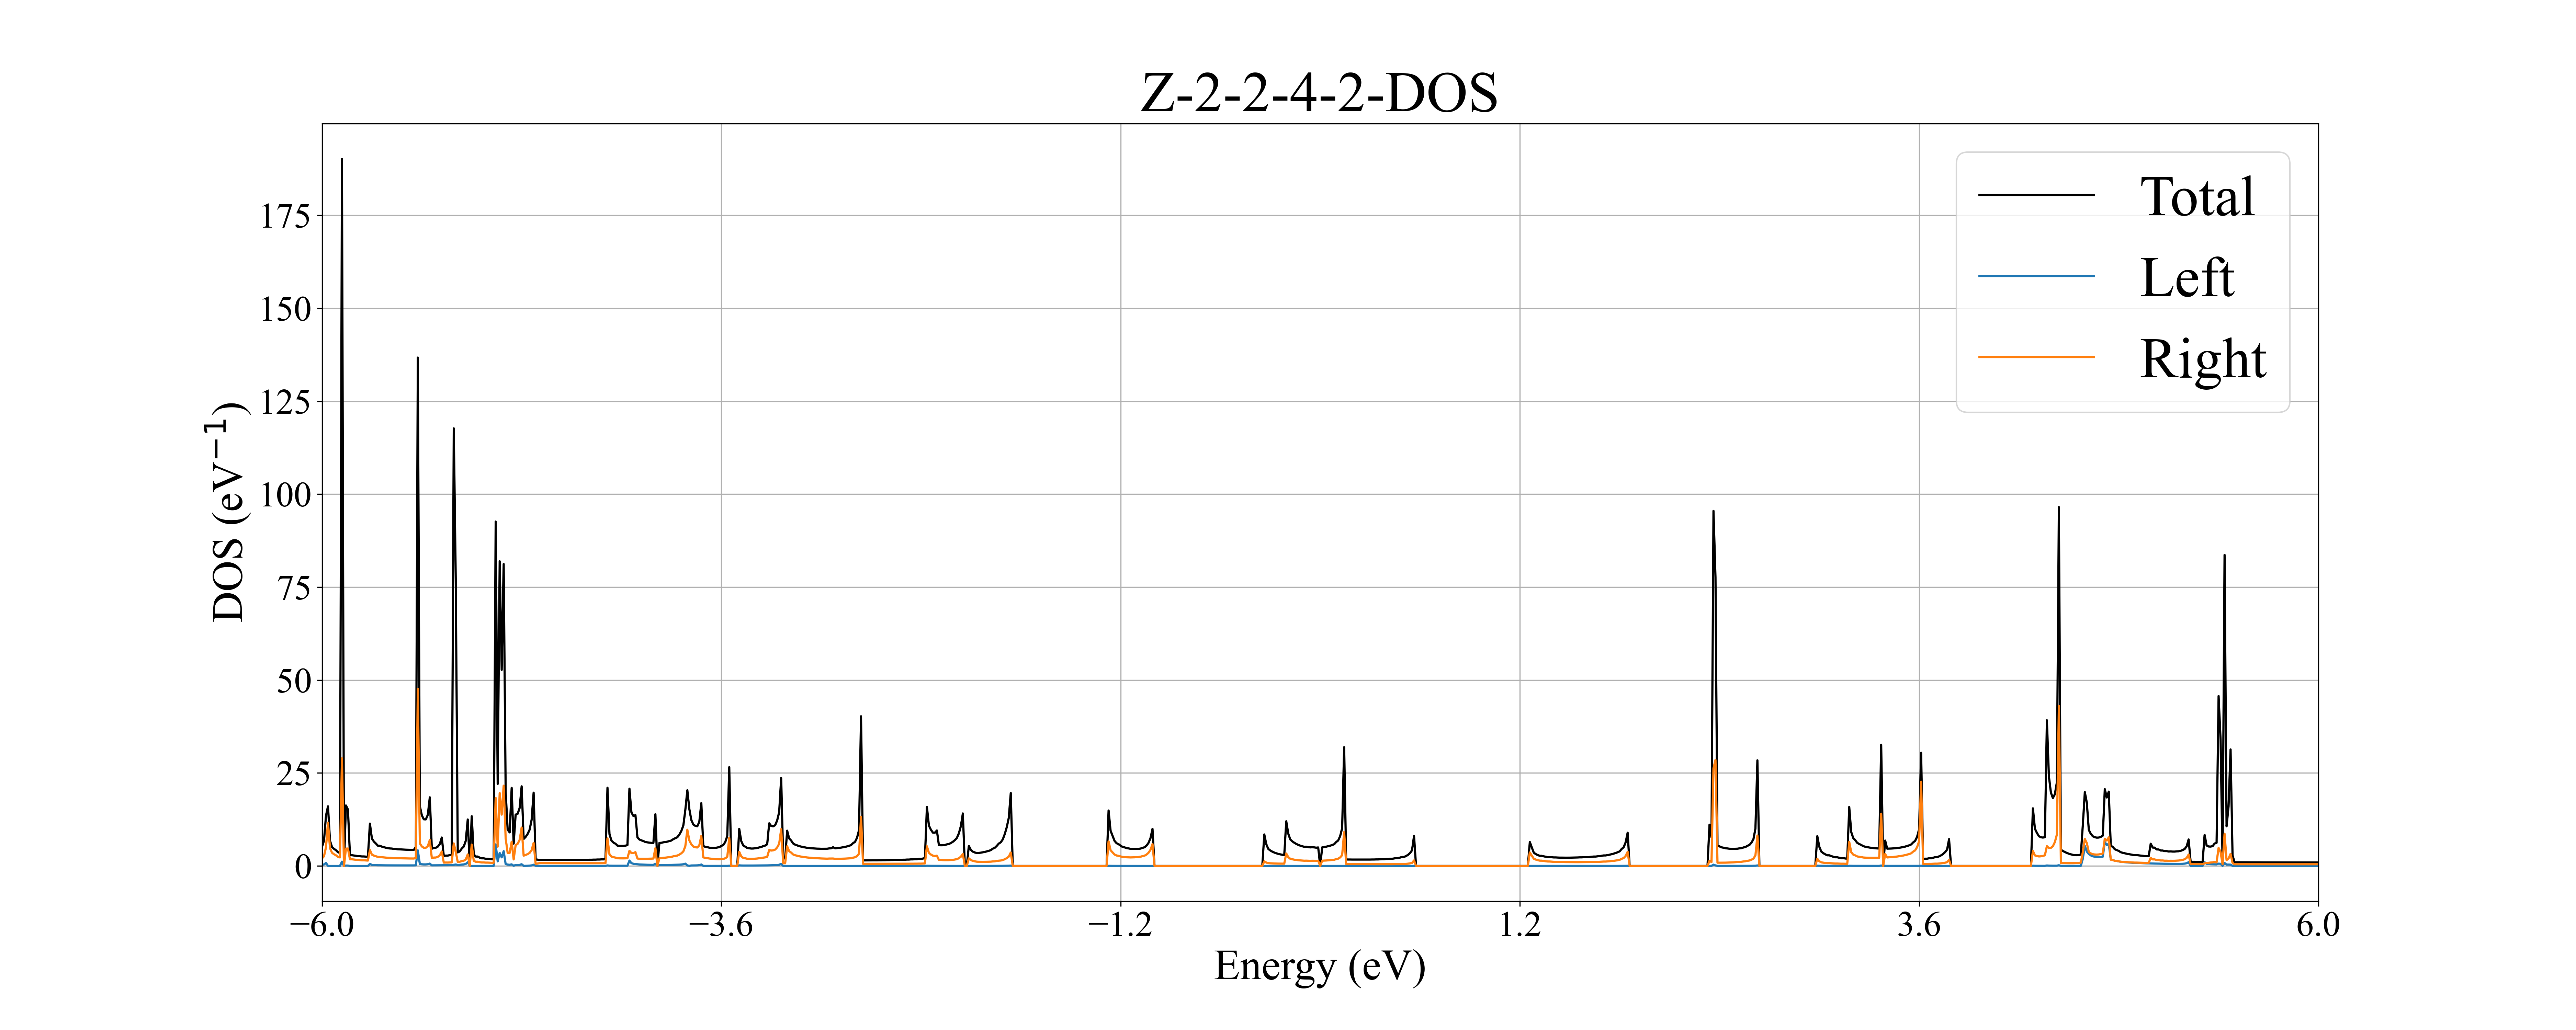 Z-2-2-4-2-DOS
Total
Left
Right
DOS (eV⁻¹)
175
150
125
100
75
50
25
0
−6.0 −3.6 −1.2 1.2 3.6 6.0
Energy (eV)